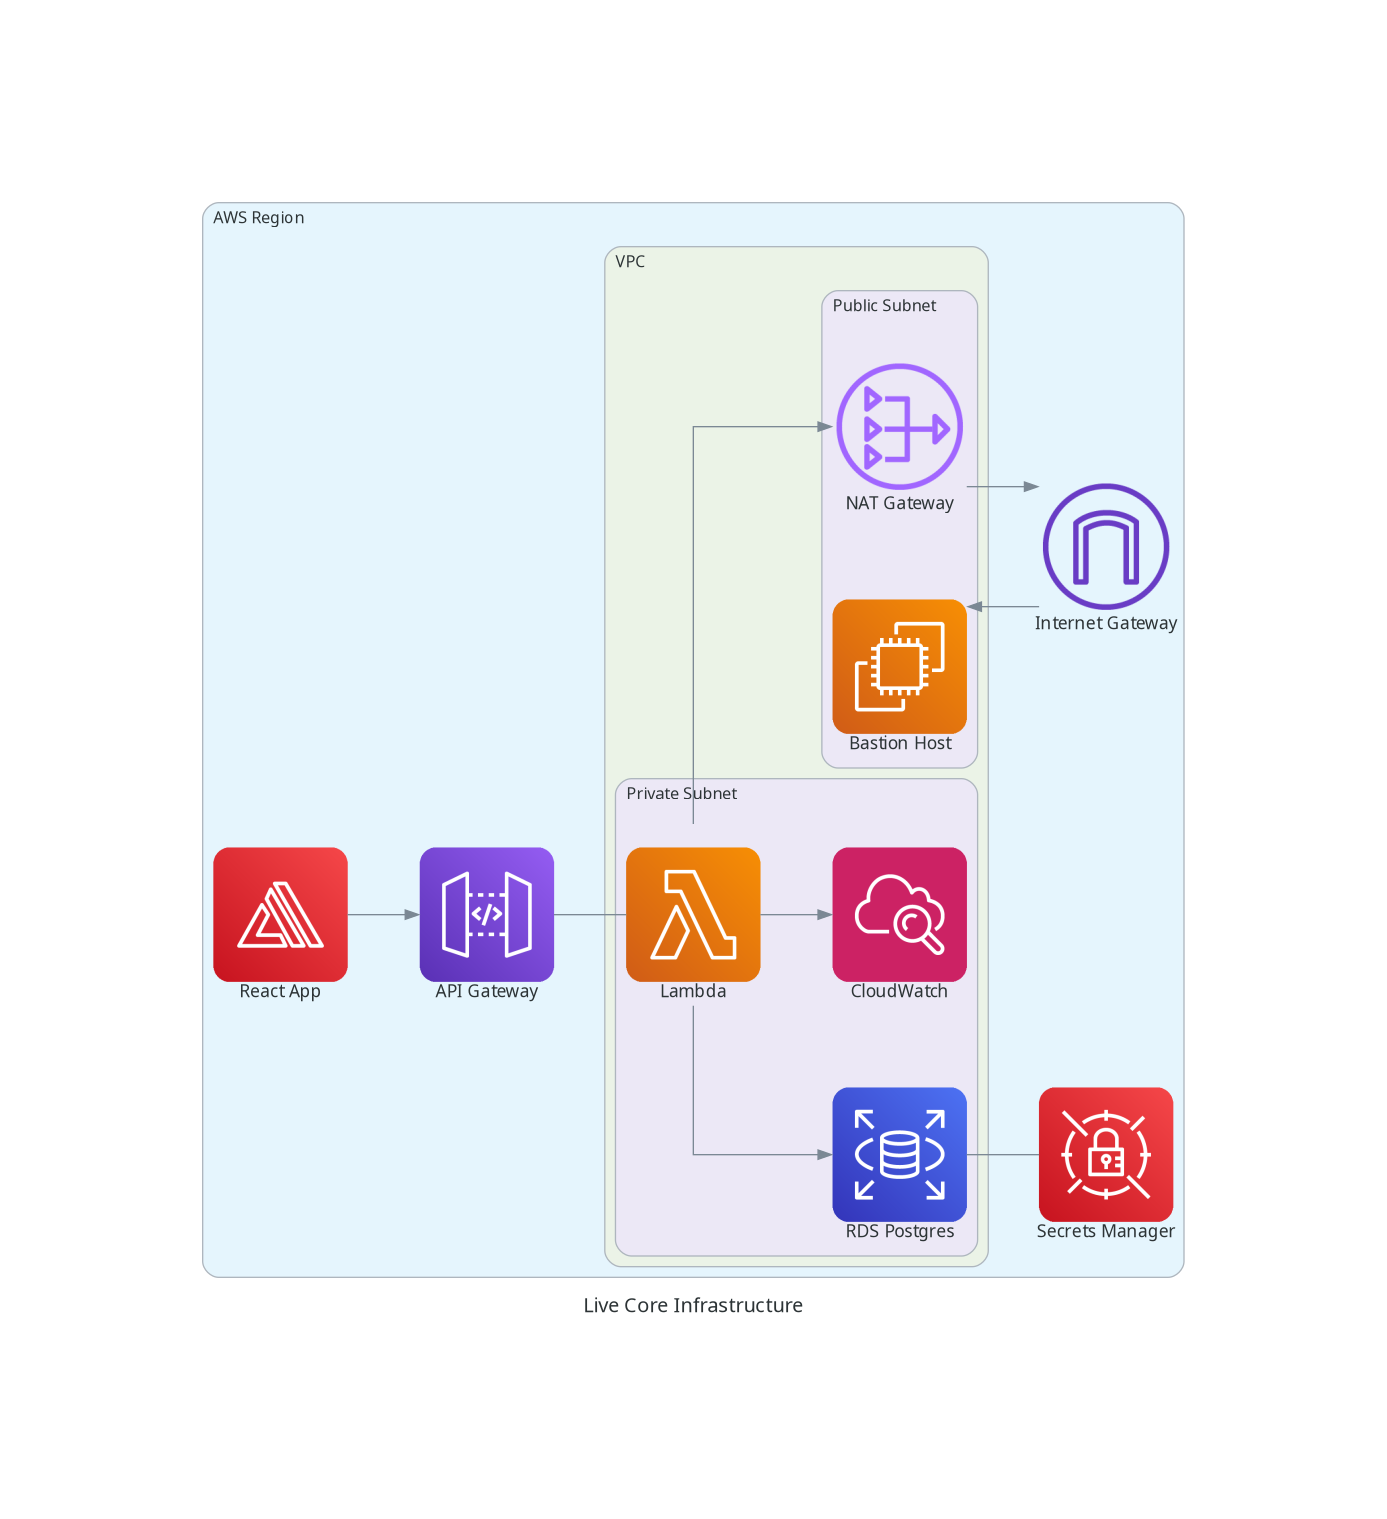 AWS Region
VPC
Public Subnet
NAT Gateway
Internet Gateway
Bastion Host
Private Subnet
React App
API Gateway
Lambda
CloudWatch
RDS Postgres
Secrets Manager
Live Core Infrastructure